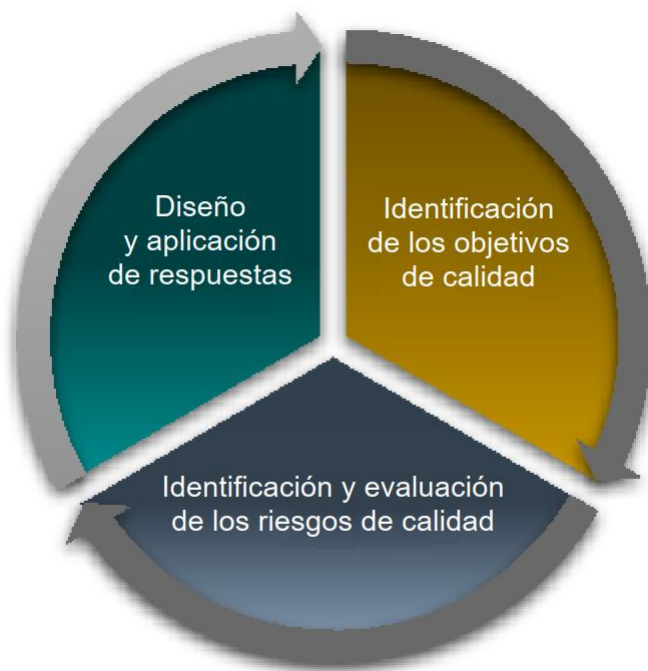 Diseño
y aplicación
de respuestas
Identificación
de los objetivos
de calidad
Identificación y evaluación
de los riesgos de calidad